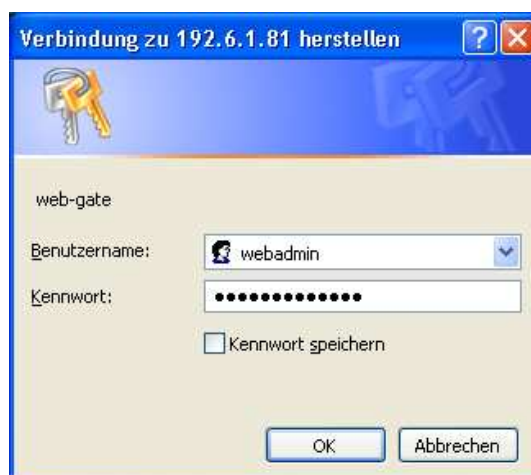 Verbindung zu 192.6.1.81 herstellen
web-gate
Benutzername: webadmin
Kennwort: •••••••••••••
Kennwort speichern
OK Abbrechen